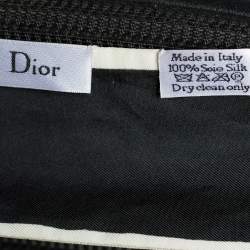 Dior
Made in Italy
100% Soie Silk
Dry clean only